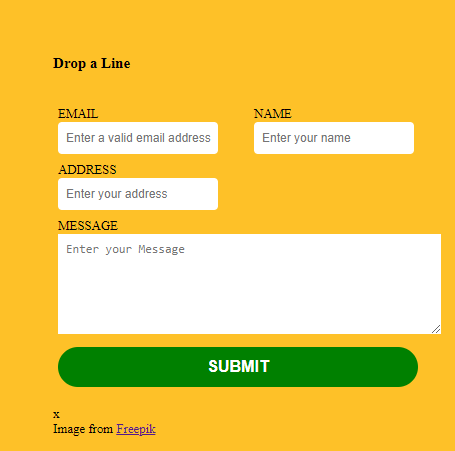 Drop a Line
EMAIL NAME
Enter a valid email address Enter your name
ADDRESS
Enter your address
MESSAGE
Enter your Message
SUBMIT
x
Image from Freepik